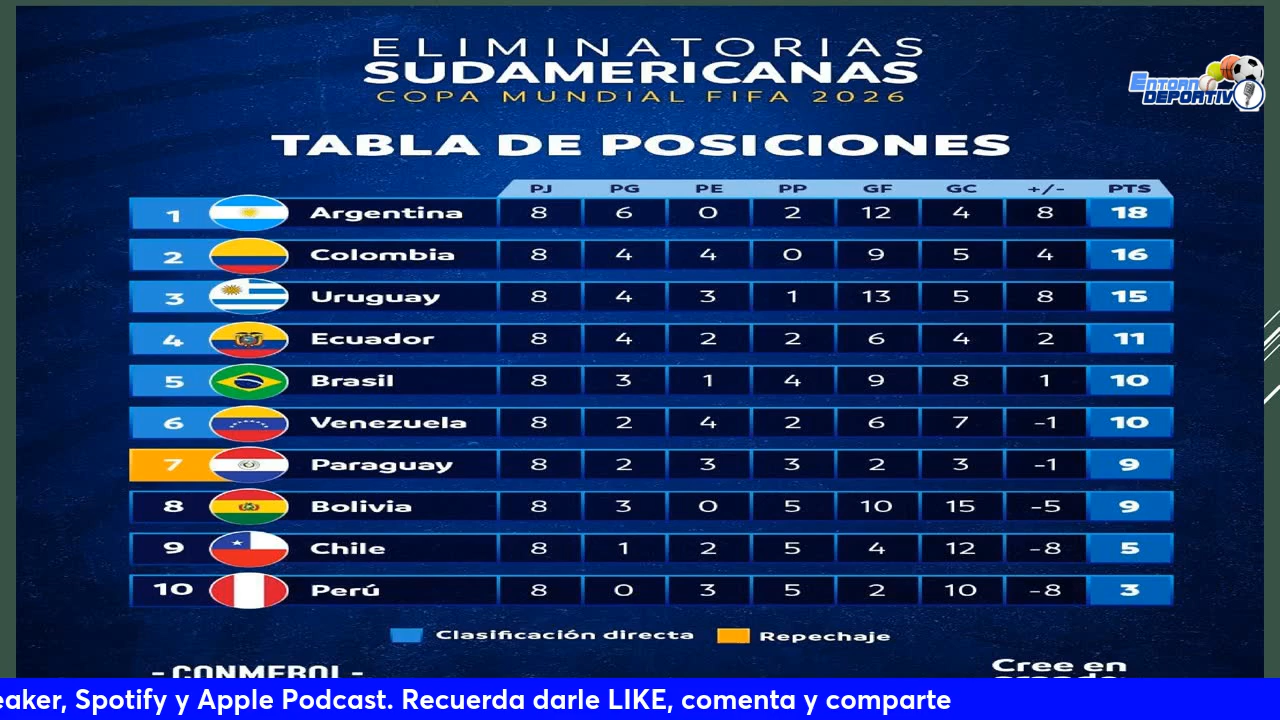 ELIMINATORIAS
SUDAMERICANAS
COPA MUNDIAL FIFA 2026
ENTORNO
DEPORTIVO
TABLA DE POSICIONES
PJ PG PE PP GF GC +/- PTS
1 Argentina 8 6 0 2 12 4 8 18
2 Colombia 8 4 4 0 9 5 4 16
3 Uruguay 8 4 3 1 13 5 8 15
4 Ecuador 8 4 2 2 6 4 2 11
5 Brasil 8 3 1 4 9 8 1 10
6 Venezuela 8 2 4 2 6 7 -1 10
7 Paraguay 8 2 3 3 2 3 -1 9
8 Bolivia 8 3 0 5 10 15 -5 9
9 Chile 8 1 2 5 4 12 -8 5
10 Perú 8 0 3 5 2 10 -8 3
Clasificación directa Repechaje
- CONMEBOL -
Cree en
eaker, Spotify y Apple Podcast. Recuerda darle LIKE, comenta y comparte